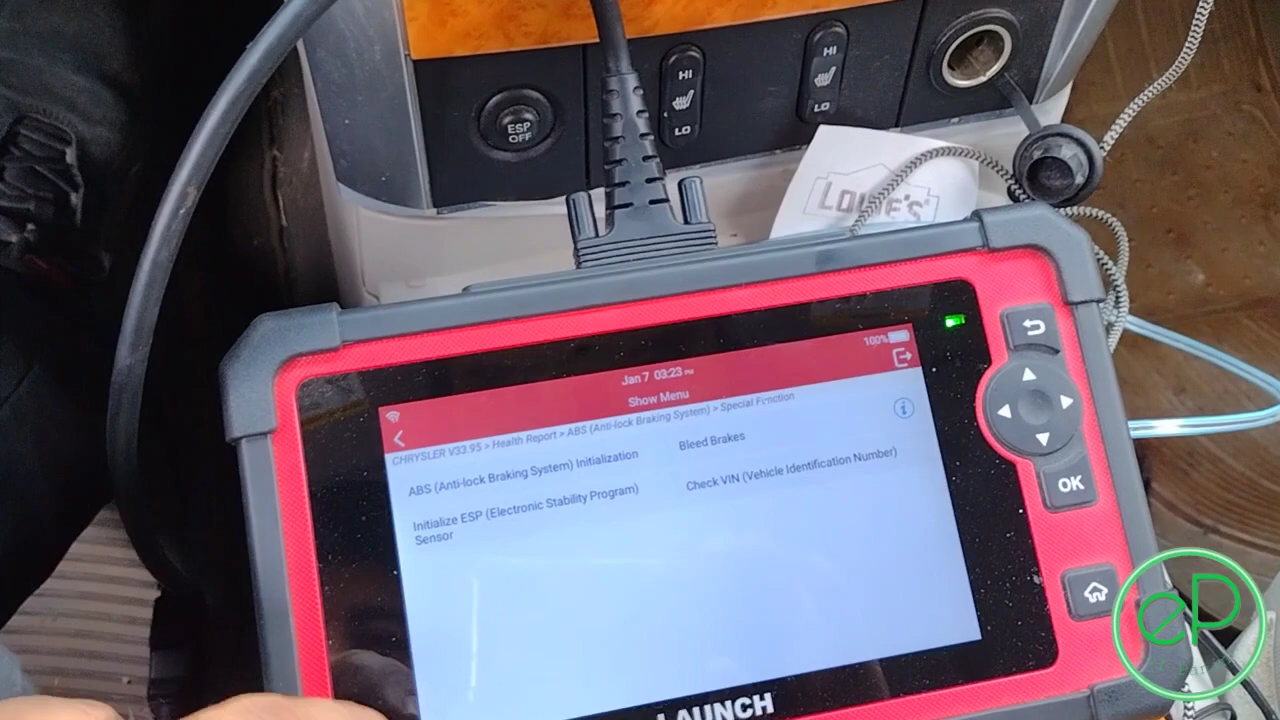 HI
LO
HI
LO
ESP
OFF
LOWE'S
100%
Jan 7 03:23 PM
Show Menu
CHRYSLER V33.95 > Health Report > ABS (Anti-lock Braking System) > Special Function
ABS (Anti-lock Braking System) Initialization
Bleed Brakes
Initialize ESP (Electronic Stability Program)
Sensor
Check VIN (Vehicle Identification Number)
OK
LAUNCH
eP